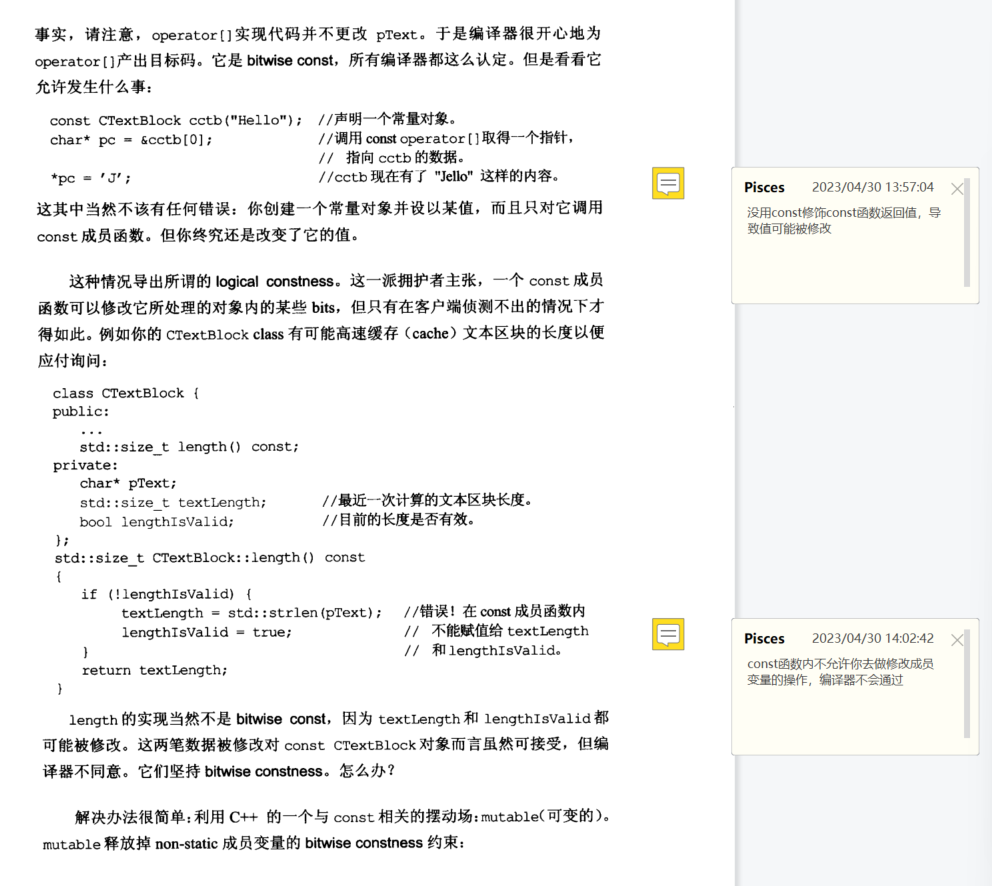 事实，请注意，operator[]实现代码并不更改 pText。于是编译器很开心地为
operator[]产出目标码。它是 bitwise const，所有编译器都这么认定。但是看看它
允许发生什么事：
const CTextBlock cctb("Hello"); //声明一个常量对象。
char* pc = &cctb[0]; //调用 const operator[]取得一个指针，
// 指向 cctb 的数据。
*pc = 'J'; //cctb 现在有了 "Jello" 这样的内容。
这其中当然不该有任何错误：你创建一个常量对象并设以某值，而且只对它调用
const 成员函数。但你终究还是改变了它的值。
这种情况导出所谓的 logical constness。这一派拥护者主张，一个 const 成员
函数可以修改它所处理的对象内的某些 bits，但只有在客户端侦测不出的情况下才
得如此。例如你的 CTextBlock class 有可能高速缓存（cache）文本区块的长度以便
应付询问：
class CTextBlock {
public:
...
std::size_t length() const;
private:
char* pText;
std::size_t textLength; //最近一次计算的文本区块长度。
bool lengthIsValid; //目前的长度是否有效。
};
std::size_t CTextBlock::length() const
{
if (!lengthIsValid) {
textLength = std::strlen(pText); //错误！在 const 成员函数内
lengthIsValid = true; // 不能赋值给 textLength
} // 和 lengthIsValid。
return textLength;
}
length 的实现当然不是 bitwise const，因为 textLength 和 lengthIsValid 都
可能被修改。这两笔数据被修改对 const CTextBlock 对象而言虽然可接受，但编
译器不同意。它们坚持 bitwise constness。怎么办？
解决办法很简单：利用 C++ 的一个与 const 相关的摆动场：mutable（可变的）。
mutable 释放掉 non-static 成员变量的 bitwise constness 约束：
Pisces 2023/04/30 13:57:04
没用const修饰const函数返回值，导
致值可能被修改
Pisces 2023/04/30 14:02:42
const函数内不允许你去做修改成员
变量的操作，编译器不会通过